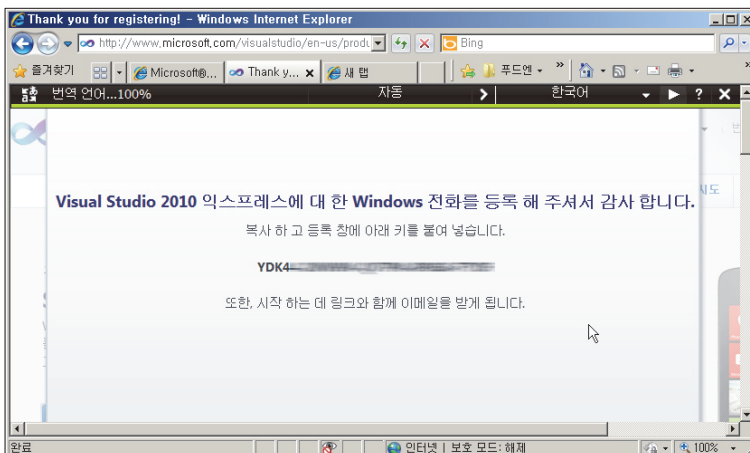 Thank you for registering! - Windows Internet Explorer
http://www.microsoft.com/visualstudio/en-us/produ
Bing
즐겨찾기 Microsoft®... Thank y... 새 탭 푸드엔
번역 언어...100% 자동 한국어
Visual Studio 2010 익스프레스에 대 한 Windows 전화를 등록 해 주셔서 감사 합니다.
복사 하 고 등록 창에 아래 키를 붙여 넣습니다.
YDK4
또한, 시작 하는 데 링크와 함께 이메일을 받게 됩니다.
완료 인터넷 | 보호 모드: 해제 100%